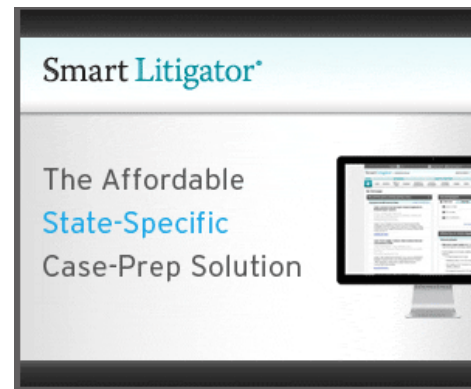 Smart Litigator®
The Affordable
State-Specific
Case-Prep Solution